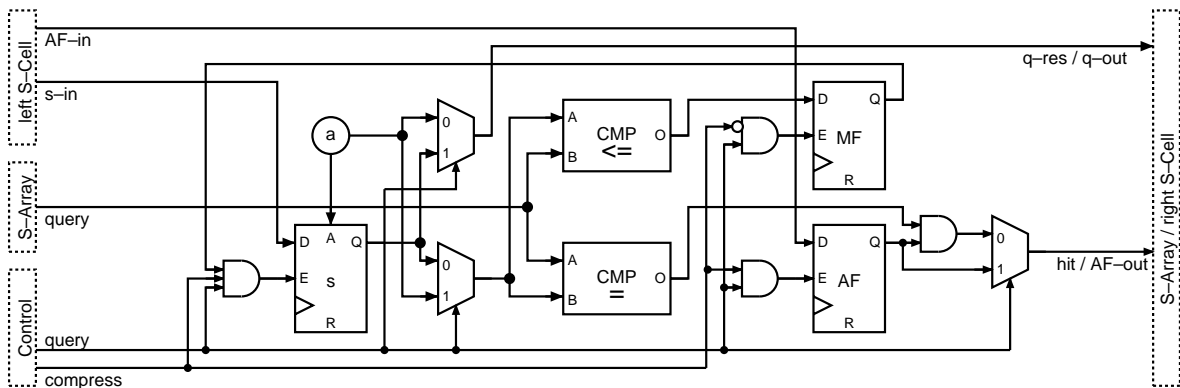 left S–Cell
S–Array
Control
AF–in
s–in
query
query
compress
a
D A Q
E s
R
0
1
0
1
A
B
CMP
<=
O
A
B
CMP
=
O
D Q
E MF
R
D Q
E AF
R
0
1
q–res / q–out
hit / AF–out
S–Array / right S–Cell